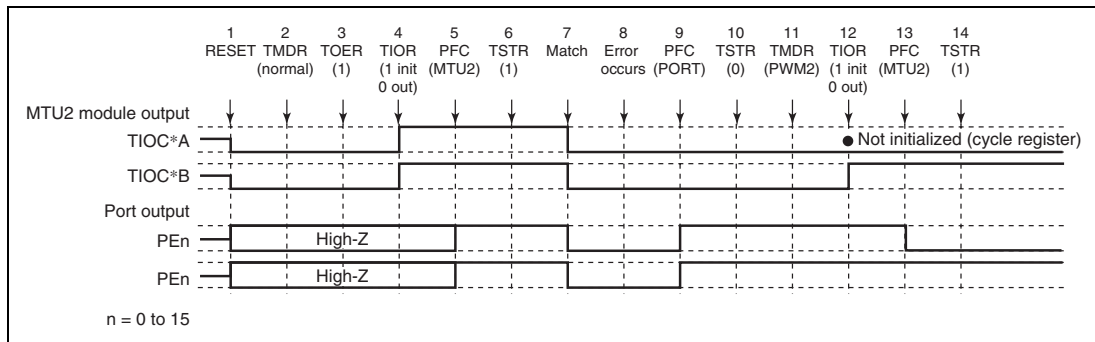 1 2 3 4 5 6 7 8 9 10 11 12 13 14
RESET TMDR TOER TIOR PFC TSTR Match Error PFC TSTR TMDR TIOR PFC TSTR
(normal) (1) (1 init (MTU2) (1) occurs (PORT) (0) (PWM2) (1 init (MTU2) (1)
0 out) 0 out)
MTU2 module output
TIOC*A
● Not initialized (cycle register)
TIOC*B
Port output
PEn
High-Z
PEn
High-Z
n = 0 to 15